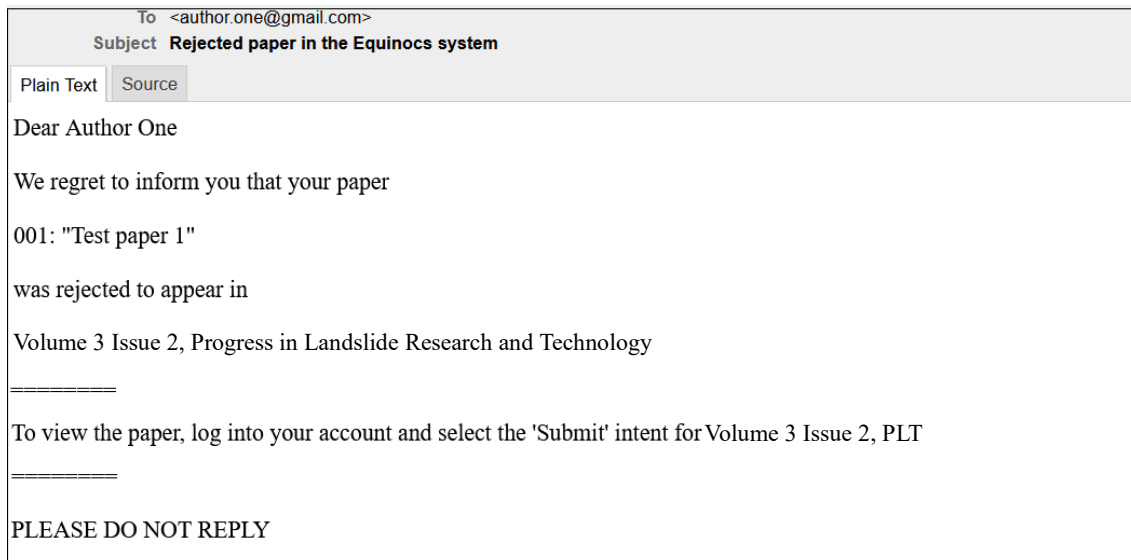 To <author.one@gmail.com>
Subject Rejected paper in the Equinocs system
Plain Text Source
Dear Author One
We regret to inform you that your paper
001: "Test paper 1"
was rejected to appear in
Volume 3 Issue 2, Progress in Landslide Research and Technology
========
To view the paper, log into your account and select the 'Submit' intent for Volume 3 Issue 2, PLT
========
PLEASE DO NOT REPLY